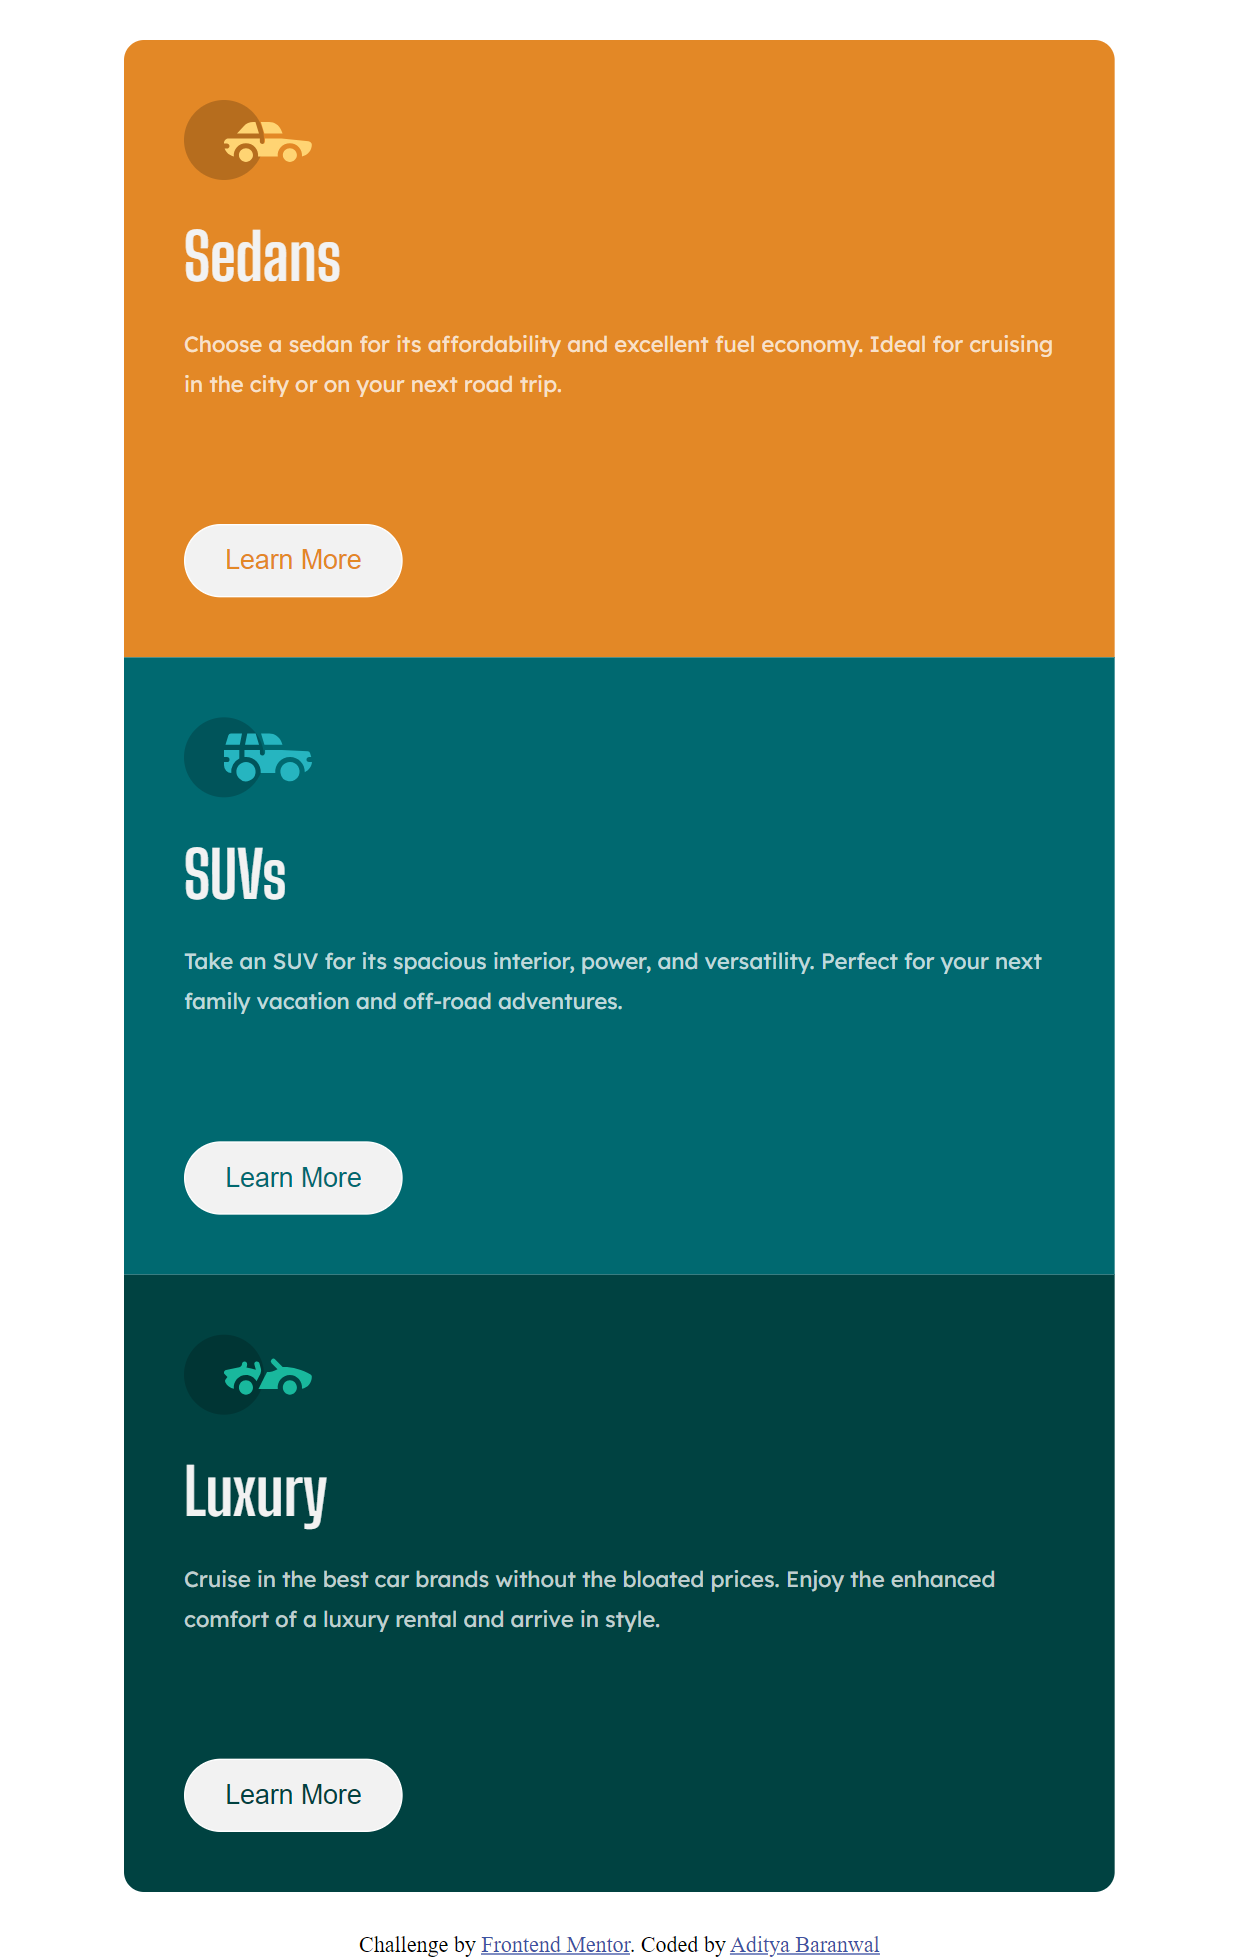 Sedans
Choose a sedan for its affordability and excellent fuel economy. Ideal for cruising
in the city or on your next road trip.
Learn More
SUVs
Take an SUV for its spacious interior, power, and versatility. Perfect for your next
family vacation and off-road adventures.
Learn More
Luxury
Cruise in the best car brands without the bloated prices. Enjoy the enhanced
comfort of a luxury rental and arrive in style.
Learn More
Challenge by Frontend Mentor. Coded by Aditya Baranwal